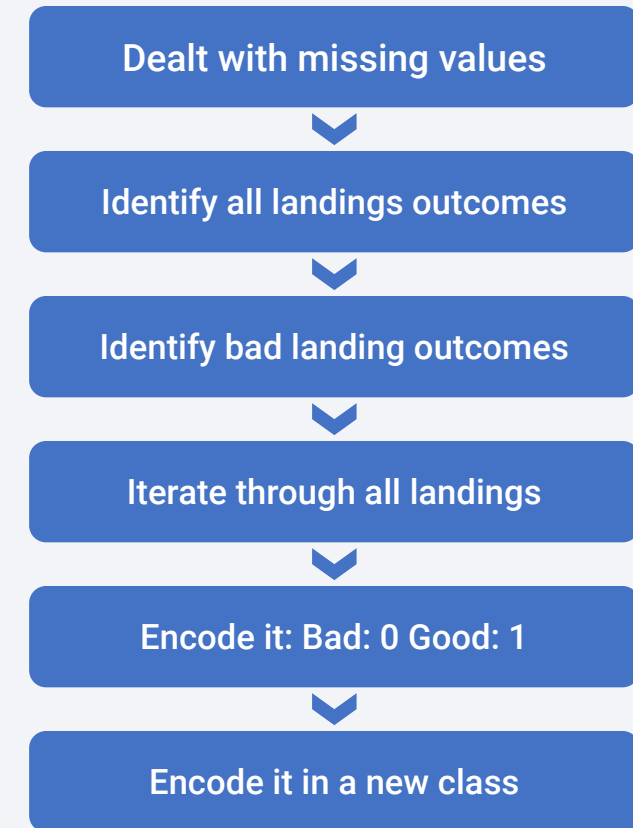 Dealt with missing values
Identify all landings outcomes
Identify bad landing outcomes
Iterate through all landings
Encode it: Bad: 0 Good: 1
Encode it in a new class